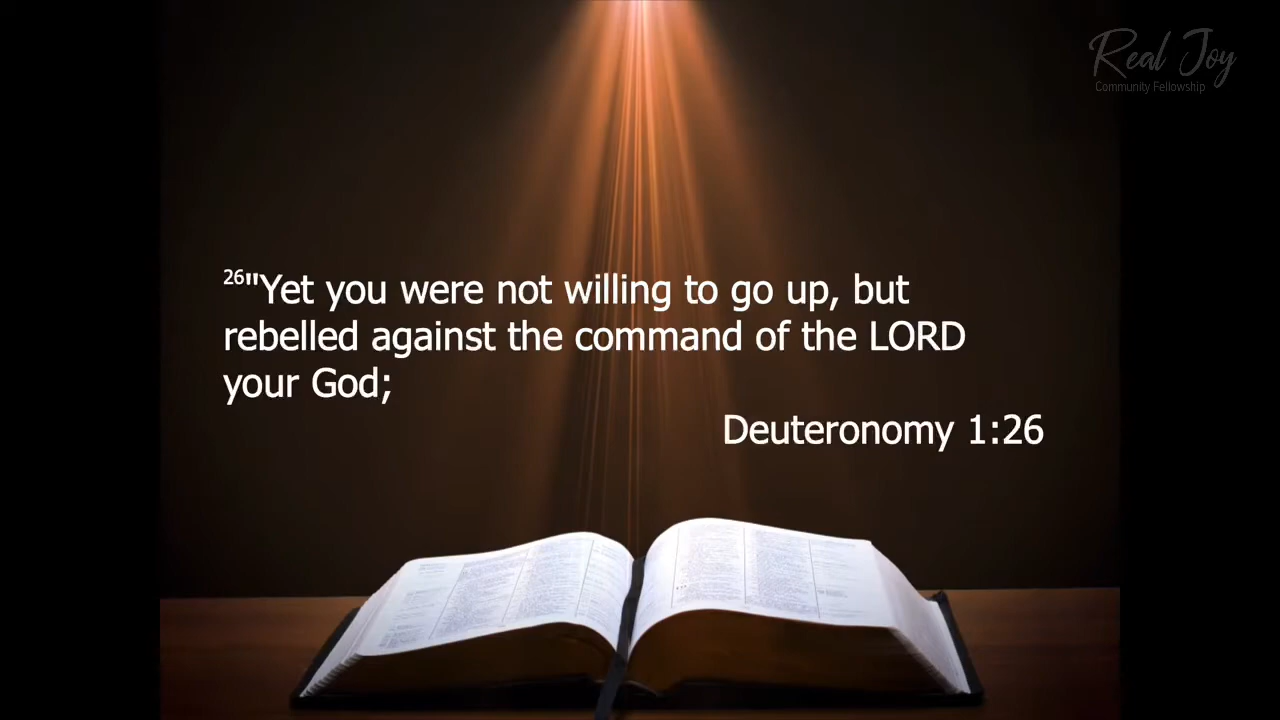 Real Joy
Community Fellowship
26"Yet you were not willing to go up, but
rebelled against the command of the LORD
your God;
Deuteronomy 1:26